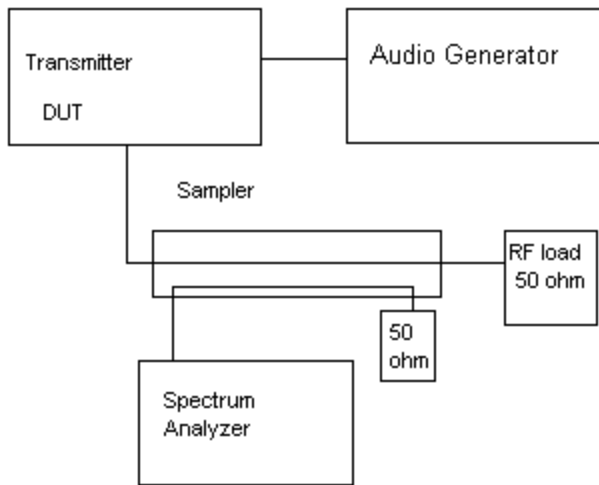 Transmitter
DUT
Audio Generator
Sampler
RF load
50 ohm
50
ohm
Spectrum
Analyzer